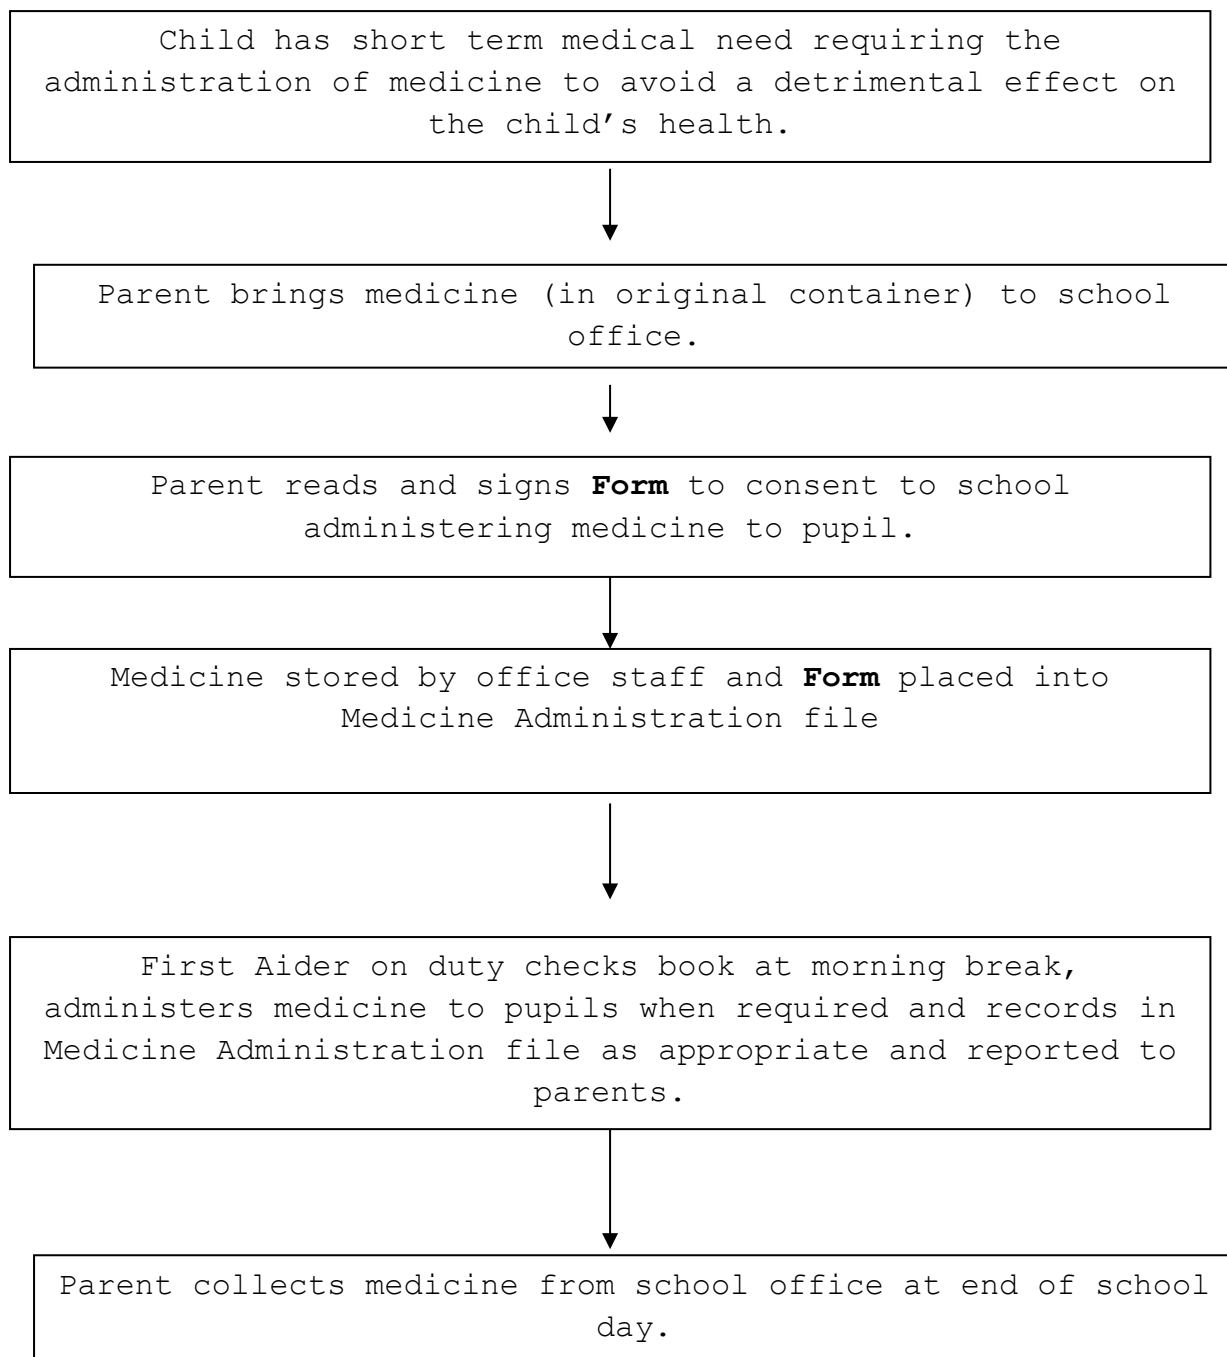 Child has short term medical need requiring the
administration of medicine to avoid a detrimental effect on
the child’s health.
Parent brings medicine (in original container) to school
office.
Parent reads and signs Form to consent to school
administering medicine to pupil.
Medicine stored by office staff and Form placed into
Medicine Administration file
First Aider on duty checks book at morning break,
administers medicine to pupils when required and records in
Medicine Administration file as appropriate and reported to
parents.
Parent collects medicine from school office at end of school
day.